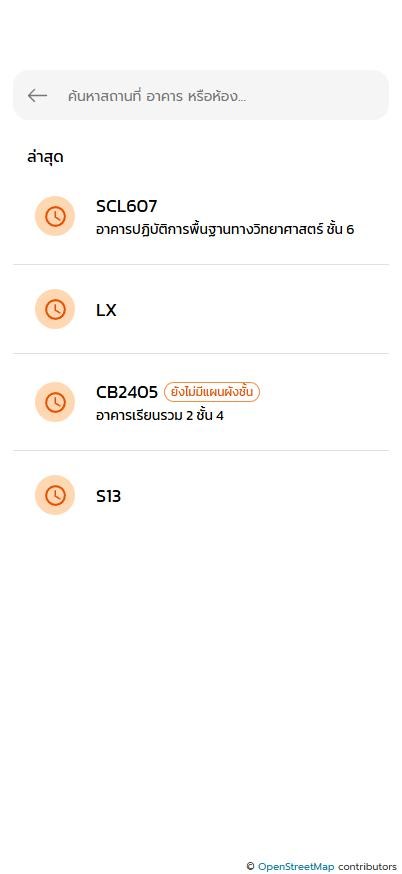 ค้นหาสถานที่ อาคาร หรือห้อง...
ล่าสุด
SCL607
อาคารปฏิบัติการพื้นฐานทางวิทยาศาสตร์ ชั้น 6
LX
CB2405 ยังไม่มีแผนผังชั้น
อาคารเรียนรวม 2 ชั้น 4
S13
© OpenStreetMap contributors